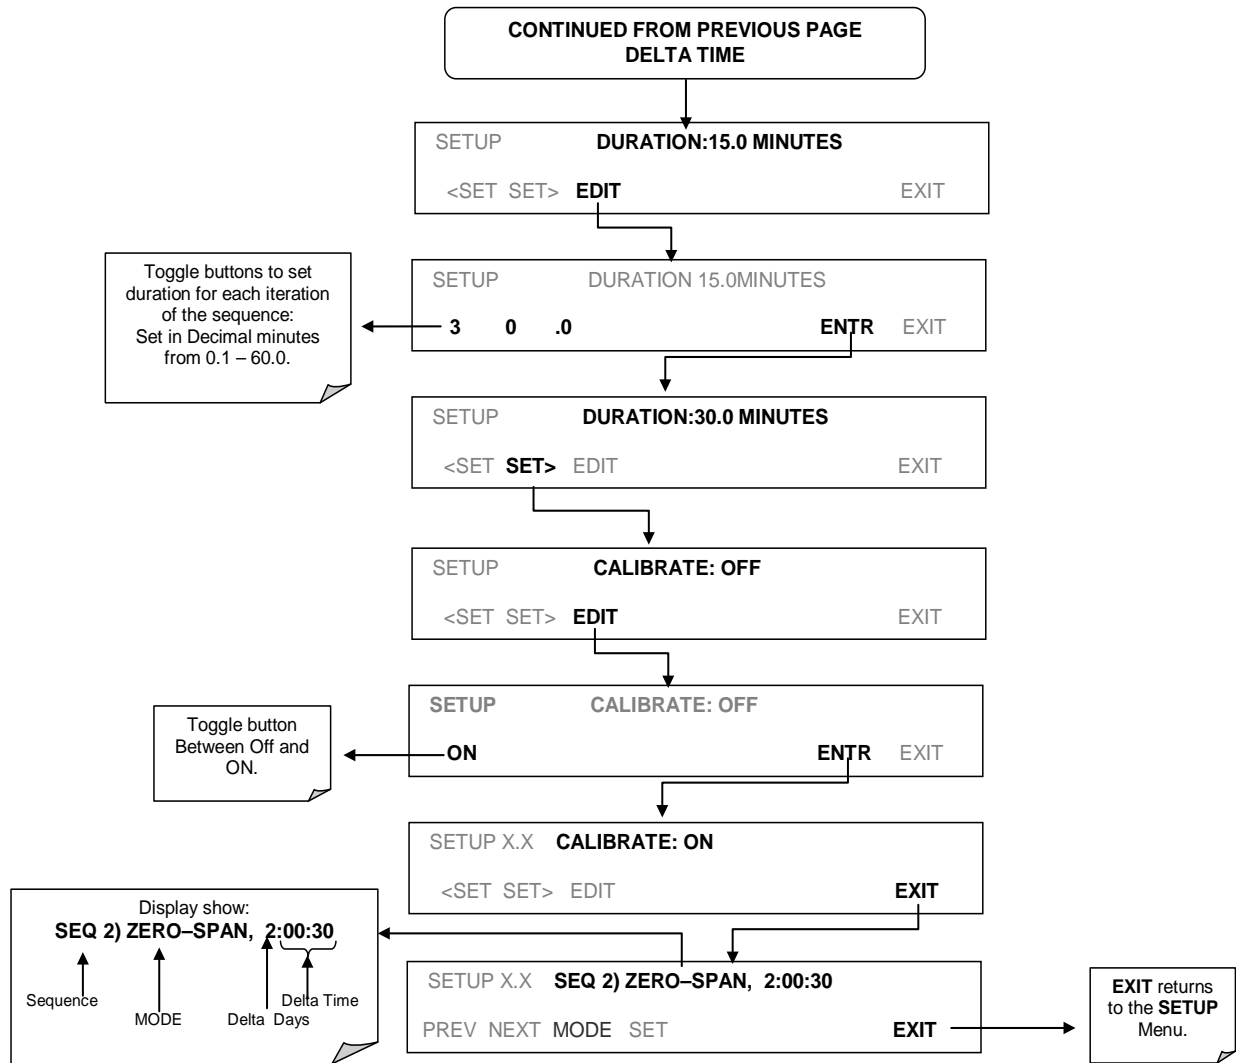 CONTINUED FROM PREVIOUS PAGE
DELTA TIME
SETUP DURATION:15.0 MINUTES
<SET SET> EDIT EXIT
Toggle buttons to set
duration for each iteration
of the sequence:
Set in Decimal minutes
from 0.1 – 60.0.
SETUP DURATION 15.0MINUTES
3 0 .0 ENTR EXIT
SETUP DURATION:30.0 MINUTES
<SET SET> EDIT EXIT
SETUP CALIBRATE: OFF
<SET SET> EDIT EXIT
Toggle button
Between Off and
ON.
SETUP CALIBRATE: OFF
ON ENTR EXIT
SETUP X.X CALIBRATE: ON
<SET SET> EDIT EXIT
Display show:
SEQ 2) ZERO–SPAN, 2:00:30
Sequence
MODE
Delta Days
Delta Time
SETUP X.X SEQ 2) ZERO–SPAN, 2:00:30
PREV NEXT MODE SET EXIT
EXIT returns
to the SETUP
Menu.